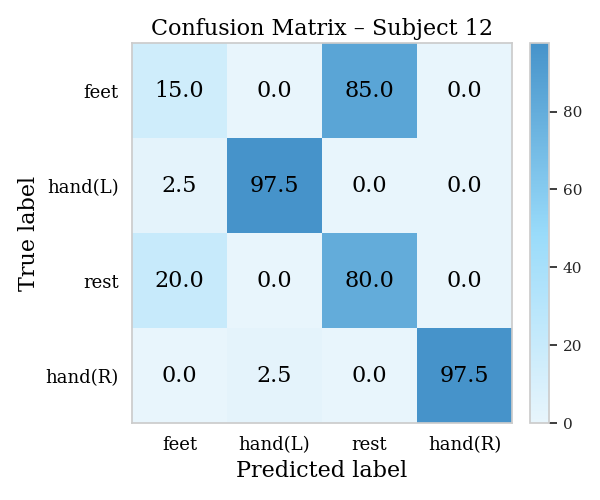 Confusion Matrix – Subject 12
True label
feet 15.0 0.0 85.0 0.0
hand(L) 2.5 97.5 0.0 0.0
rest 20.0 0.0 80.0 0.0
hand(R) 0.0 2.5 0.0 97.5
feet hand(L) rest hand(R)
Predicted label
80
60
40
20
0